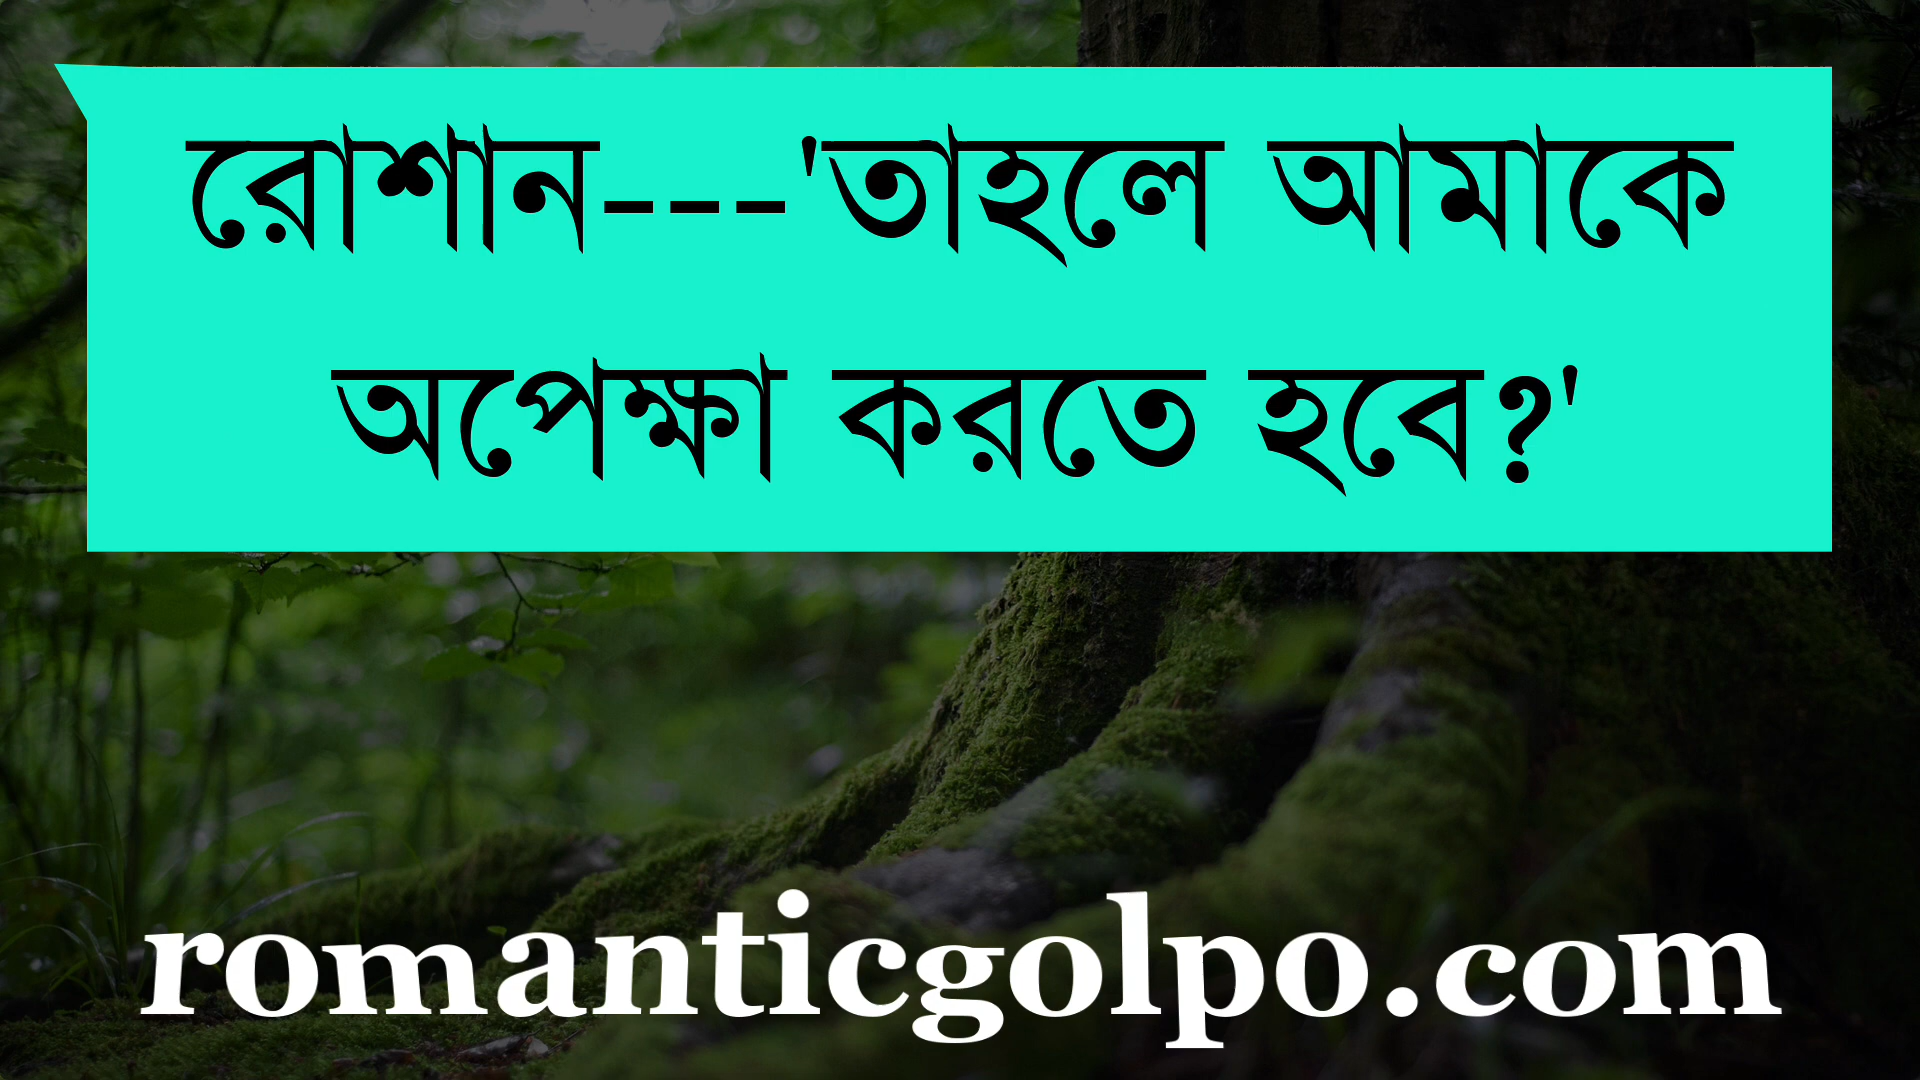 রোশান---'তাহলে আমাকে
অপেক্ষা করতে হবে?'
romanticgolpo.com